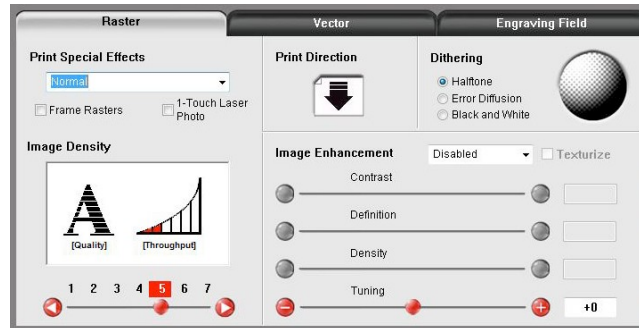 Raster
Vector
Engraving Field
Print Special Effects
Normal
Frame Rasters
1-Touch Laser
Photo
Print Direction
Dithering
Halftone
Error Diffusion
Black and White
Image Density
A
[Quality]
[Throughput]
1 2 3 4 5 6 7
Image Enhancement
Disabled
Texturize
Contrast
Definition
Density
Tuning
+0